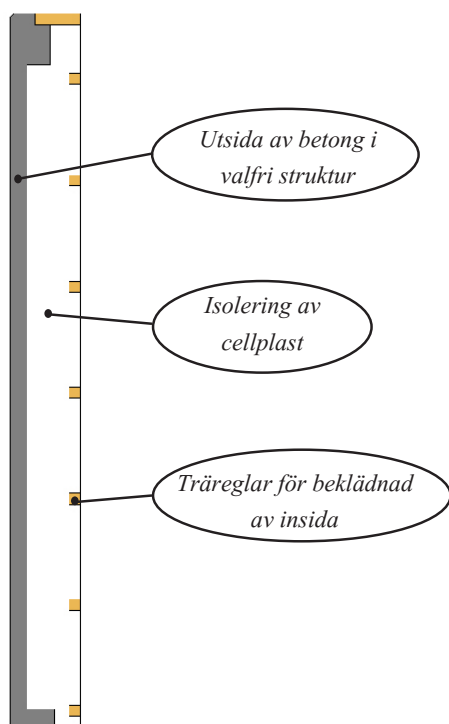 Utsida av betong i
valfri struktur
Isolering av
cellplast
Träreglar för beklädnad
av insida